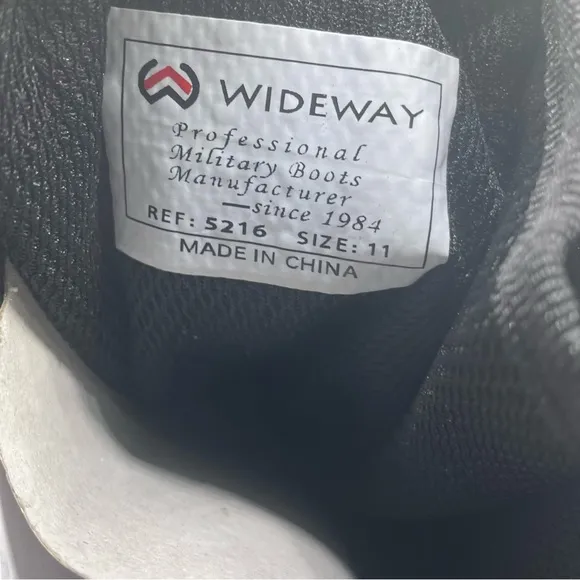 WIDEWAY
Professional
Military Boots
Manufacturer
—since 1984
REF: 5216 SIZE: 11
MADE IN CHINA